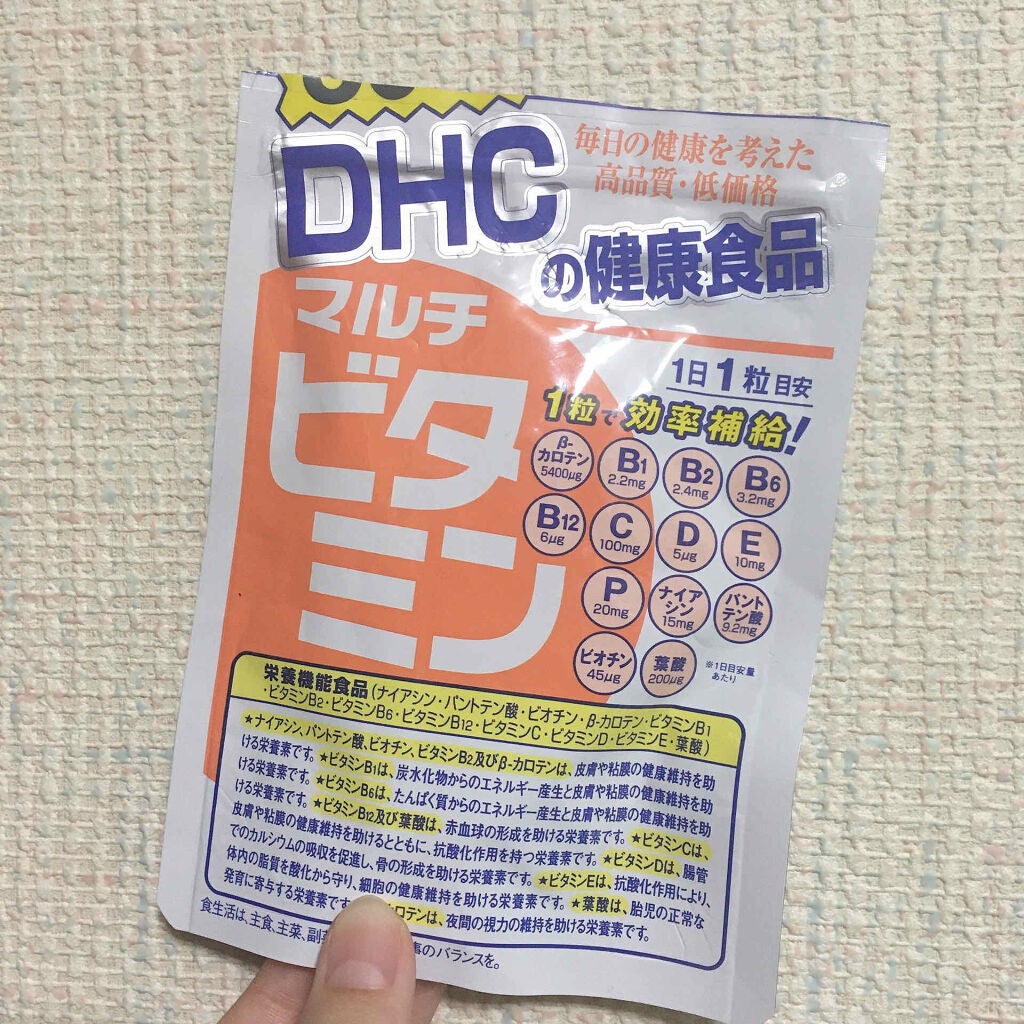 DHC
毎日の健康を考えた
高品質・低価格
の健康食品
マルチ
ビタ
ミン
1日1粒目安
1粒で効率補給!
β-
カロテン
5400μg
B1
2.2mg
B2
2.4mg
B6
3.2mg
B12
6μg
C
100mg
D
5μg
E
10mg
P
20mg
ナイア
シン
15mg
パント
テン酸
9.2mg
ビオチン
45μg
葉酸
200μg
※1日目安量
あたり
栄養機能食品(ナイアシン・パントテン酸・ビオチン・β-カロテン・ビタミンB1
・ビタミンB2・ビタミンB6・ビタミンB12・ビタミンC・ビタミンD・ビタミンE・葉酸)
★ナイアシン、パントテン酸、ビオチン、ビタミンB2及びβ-カロテンは、皮膚や粘膜の健康維持を助
ける栄養素です。★ビタミンB1は、炭水化物からのエネルギー産生と皮膚や粘膜の健康維持を助
ける栄養素です。★ビタミンB6は、たんぱく質からのエネルギー産生と皮膚や粘膜の健康維持を助
ける栄養素です。★ビタミンB12及び葉酸は、赤血球の形成を助ける栄養素です。★ビタミンCは、
皮膚や粘膜の健康維持を助けるとともに、抗酸化作用を持つ栄養素です。★ビタミンDは、腸管
でのカルシウムの吸収を促進し、骨の形成を助ける栄養素です。★ビタミンEは、抗酸化作用により、
体内の脂質を酸化から守り、細胞の健康維持を助ける栄養素です。★葉酸は、胎児の正常な
発育に寄与する栄養素です ロテンは、夜間の視力の維持を助ける栄養素です。
食生活は、主食、主菜、副 事のバランスを。